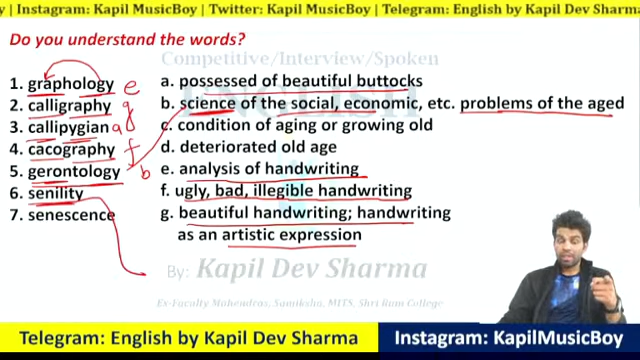 y | Instagram: Kapil MusicBoy | Twitter: Kapil MusicBoy | Telegram: English by Kapil Dev Sharma
Do you understand the words?
Competitive/Interview/Spoken
ENGLISH
1. graphology e
2. calligraphy g
3. callipygian a
4. cacography f
5. gerontology b
6. senility
7. senescence
a. possessed of beautiful buttocks
b. science of the social, economic, etc. problems of the aged
c. condition of aging or growing old
d. deteriorated old age
e. analysis of handwriting
f. ugly, bad, illegible handwriting
g. beautiful handwriting; handwriting
as an artistic expression
By: Kapil Dev Sharma
Ex-Faculty Mahendras, Samiksha, MITS, Shri Ram College
Telegram: English by Kapil Dev Sharma
Instagram: KapilMusicBoy